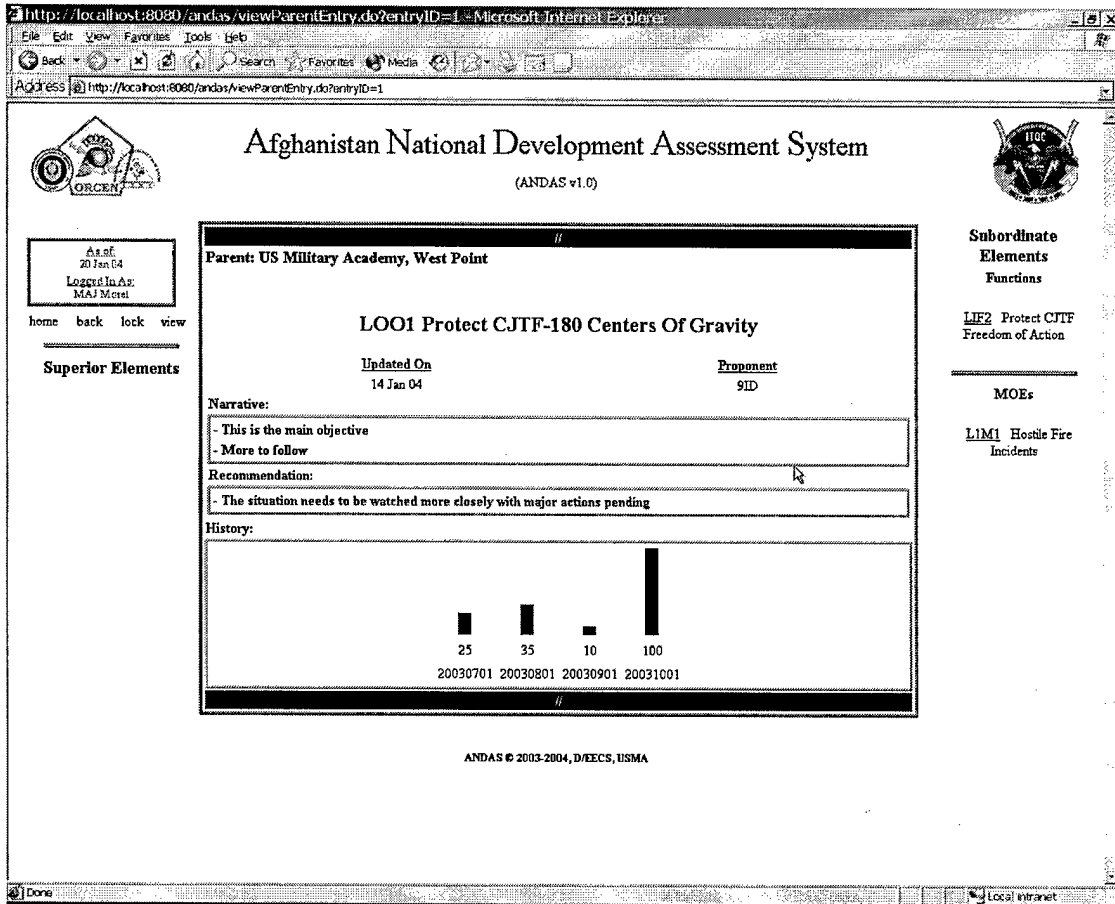 http://localhost:8080/andas/viewParentEntry.do?entryID=1 - Microsoft Internet Explorer
File Edit View Favorites Tools Help
Back Search Favorites Media
Address http://localhost:8080/andas/viewParentEntry.do?entryID=1
ORCEN
Afghanistan National Development Assessment System
(ANDAS v1.0)
As of:
20 Jan 04
Logged In As:
MAJ Morel
home back lock view
Superior Elements
//
Parent: US Military Academy, West Point
LOO1 Protect CJTF-180 Centers Of Gravity
Updated On Proponent
14 Jan 04 9ID
Narrative:
- This is the main objective
- More to follow
Recommendation:
- The situation needs to be watched more closely with major actions pending
History:
25 35 10 100
20030701 20030801 20030901 20031001
//
Subordinate
Elements
Functions
L1F2 Protect CJTF
Freedom of Action
MOEs
L1M1 Hostile Fire
Incidents
ANDAS © 2003-2004, D/EECS, USMA
Done Local intranet